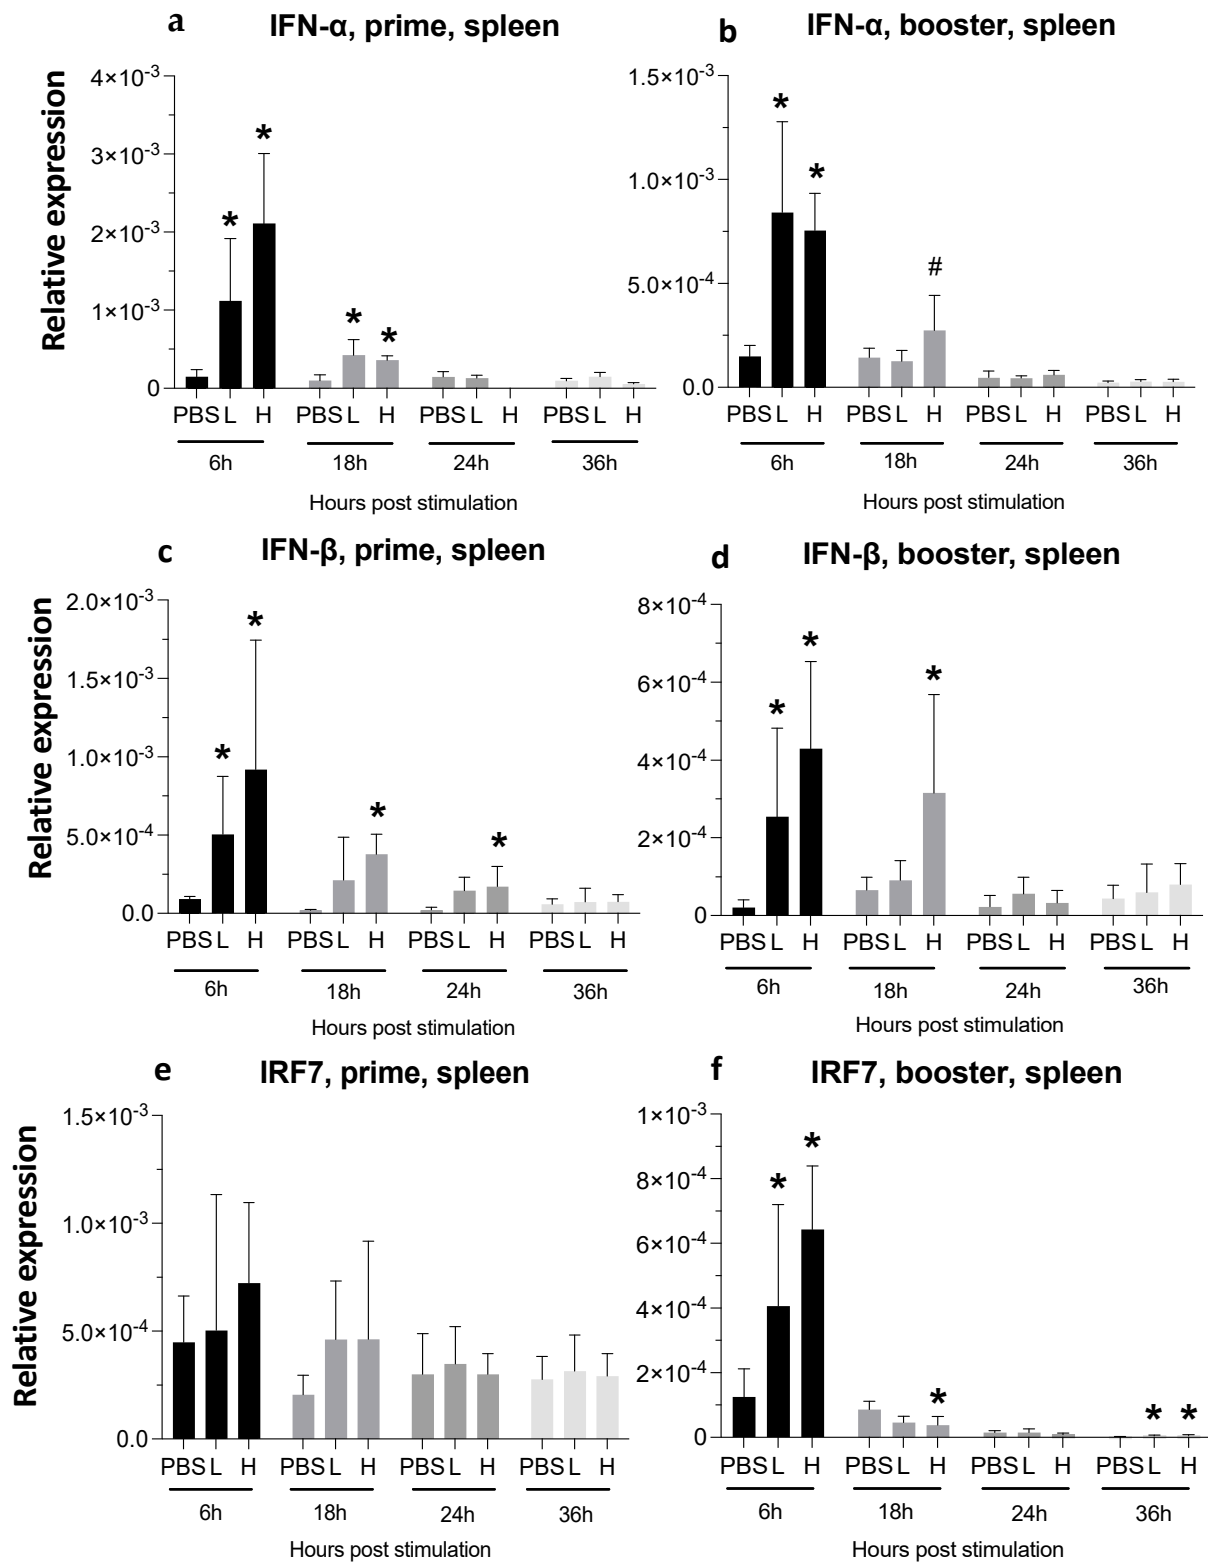 a IFN-α, prime, spleen
Relative expression
4×10⁻³
3×10⁻³
2×10⁻³
1×10⁻³
0
* * * *
PBS L H PBS L H PBS L H PBS L H
6h 18h 24h 36h
Hours post stimulation
b IFN-α, booster, spleen
1.5×10⁻³
1.0×10⁻³
5.0×10⁻⁴
0.0
* * #
PBS L H PBS L H PBS L H PBS L H
6h 18h 24h 36h
Hours post stimulation
c IFN-β, prime, spleen
Relative expression
2.0×10⁻³
1.5×10⁻³
1.0×10⁻³
5.0×10⁻⁴
0.0
* * * *
PBS L H PBS L H PBS L H PBS L H
6h 18h 24h 36h
Hours post stimulation
d IFN-β, booster, spleen
8×10⁻⁴
6×10⁻⁴
4×10⁻⁴
2×10⁻⁴
0
* * *
PBS L H PBS L H PBS L H PBS L H
6h 18h 24h 36h
Hours post stimulation
e IRF7, prime, spleen
Relative expression
1.5×10⁻³
1.0×10⁻³
5.0×10⁻⁴
0.0
PBS L H PBS L H PBS L H PBS L H
6h 18h 24h 36h
Hours post stimulation
f IRF7, booster, spleen
1×10⁻³
8×10⁻⁴
6×10⁻⁴
4×10⁻⁴
2×10⁻⁴
0
* * * * *
PBS L H PBS L H PBS L H PBS L H
6h 18h 24h 36h
Hours post stimulation